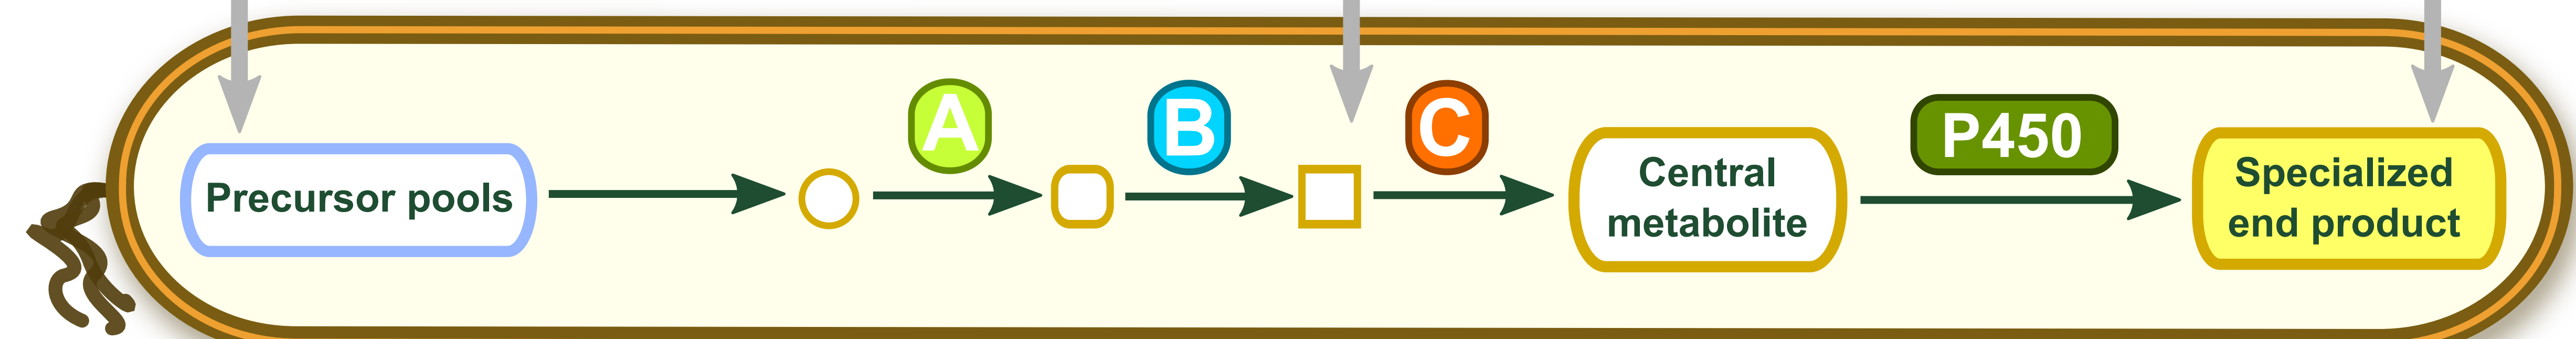 Precursor pools
A
B
C
Central
metabolite
P450
Specialized
end product